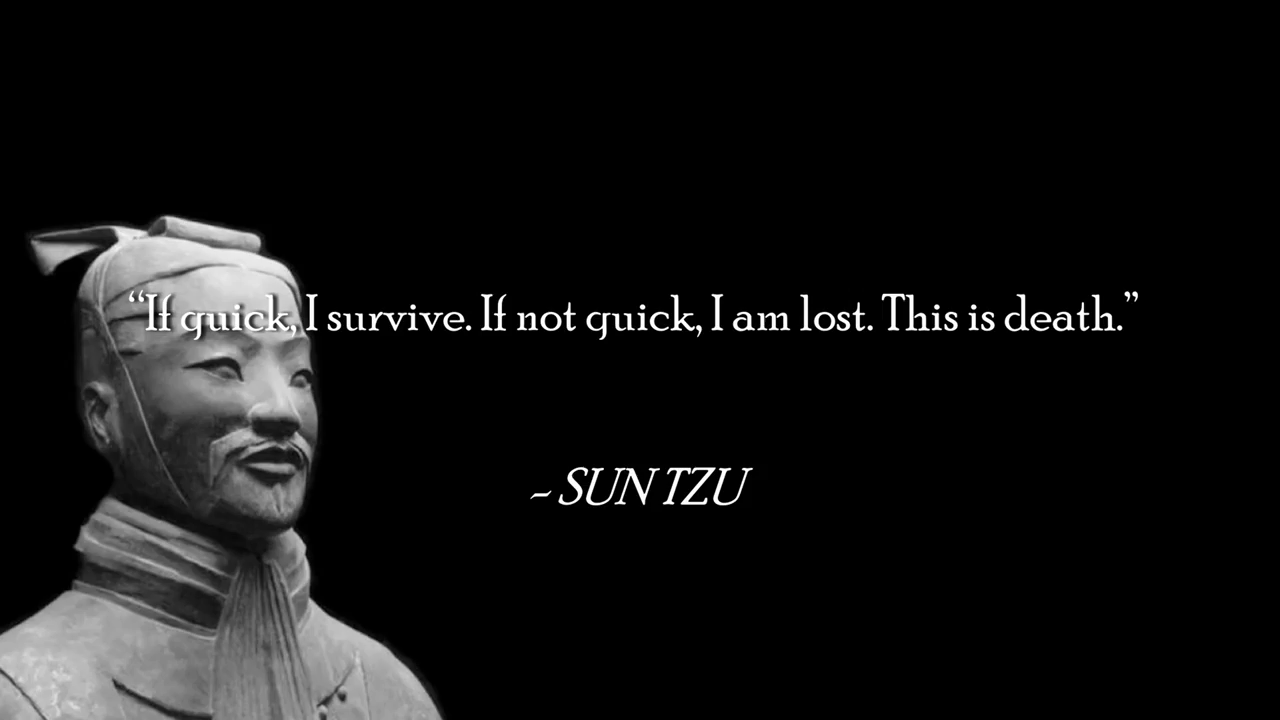 “If quick, I survive. If not quick, I am lost. This is death.”
~ SUN TZU